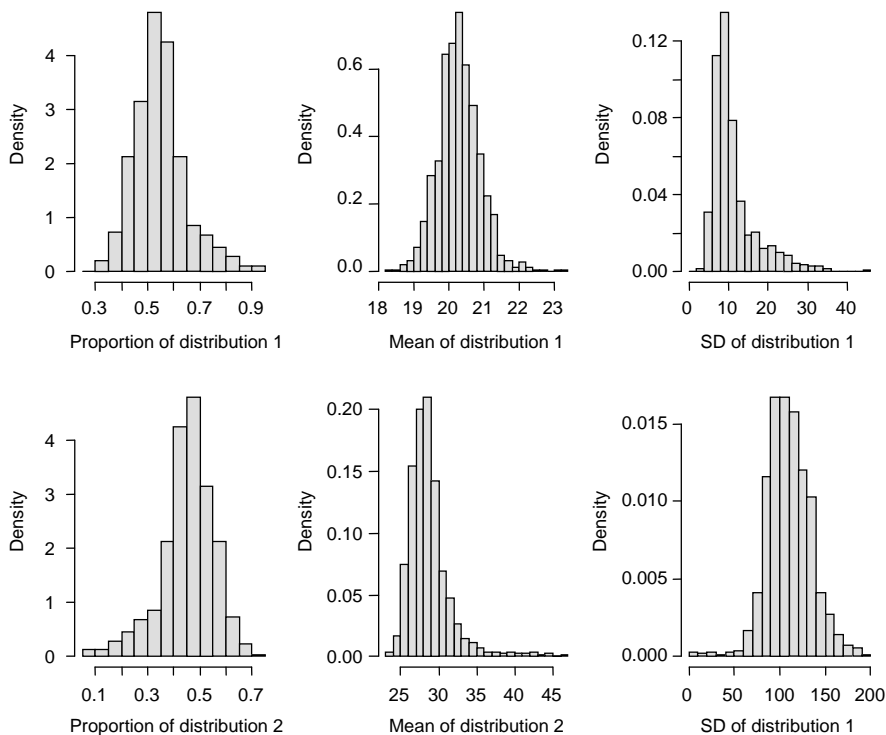 Density
4
3
2
1
0
0.3 0.5 0.7 0.9
Proportion of distribution 1
Density
0.6
0.4
0.2
0.0
18 19 20 21 22 23
Mean of distribution 1
Density
0.12
0.08
0.04
0.00
0 10 20 30 40
SD of distribution 1
Density
4
3
2
1
0
0.1 0.3 0.5 0.7
Proportion of distribution 2
Density
0.20
0.15
0.10
0.05
0.00
25 30 35 40 45
Mean of distribution 2
Density
0.015
0.010
0.005
0.000
0 50 100 150 200
SD of distribution 1